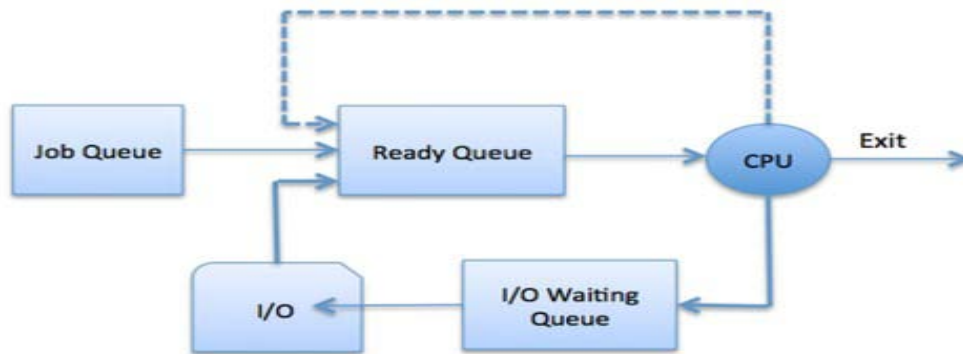 Job Queue
Ready Queue
CPU
Exit
I/O
I/O Waiting
Queue